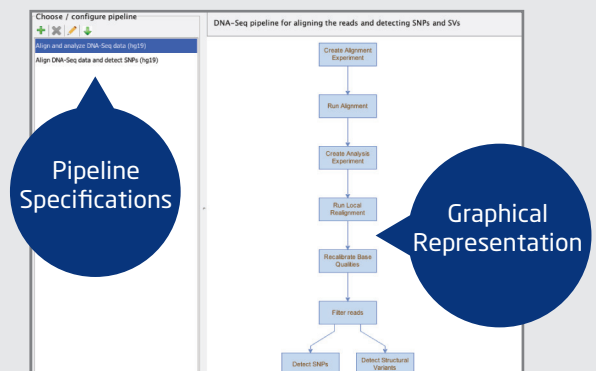 Choose / configure pipeline
DNA-Seq pipeline for aligning the reads and detecting SNPs and SVs
Align and analyze DNA-Seq data (hg19)
Align DNA-Seq data and detect SNPs (hg19)
Pipeline
Specifications
Create Alignment
Experiment
Run Alignment
Create Analysis
Experiment
Run Local
Realignment
Graphical
Representation
Recalibrate Base
Qualities
Filter reads
Detect SNPs
Detect Structural
Variants